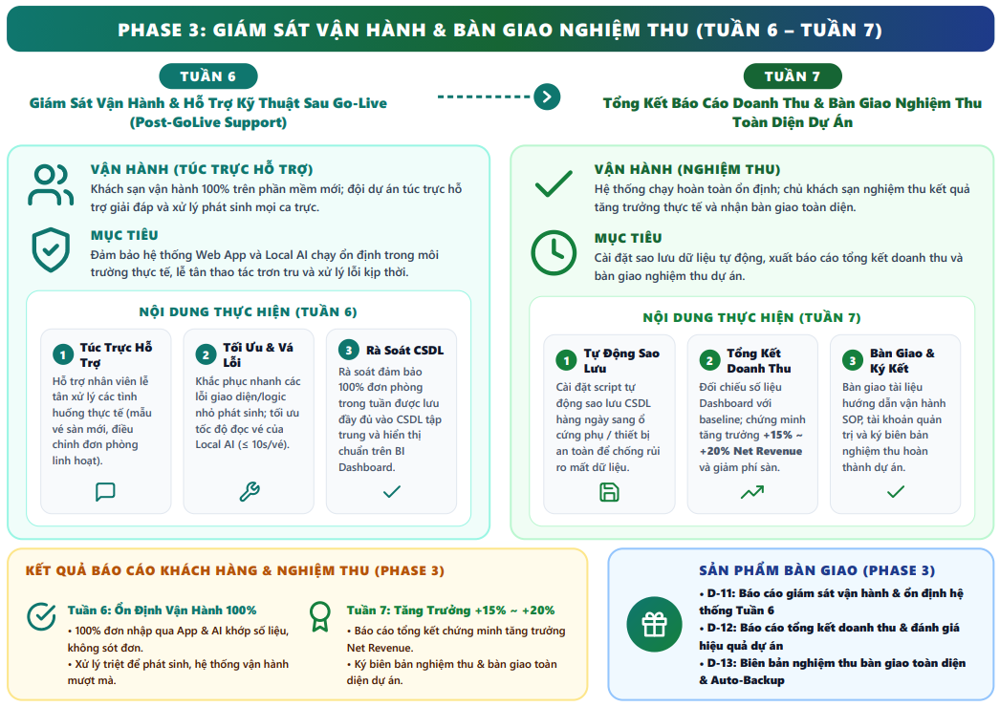 PHASE 3: GIÁM SÁT VẬN HÀNH & BÀN GIAO NGHIỆM THU (TUẦN 6 – TUẦN 7)
TUẦN 6
Giám Sát Vận Hành & Hỗ Trợ Kỹ Thuật Sau Go-Live
(Post-GoLive Support)
TUẦN 7
Tổng Kết Báo Cáo Doanh Thu & Bàn Giao Nghiệm Thu
Toàn Diện Dự Án
VẬN HÀNH (TÚC TRỰC HỖ TRỢ)
Khách sạn vận hành 100% trên phần mềm mới; đội dự án túc trực hỗ
trợ giải đáp và xử lý phát sinh mọi ca trực.
MỤC TIÊU
Đảm bảo hệ thống Web App và Local AI chạy ổn định trong môi
trường thực tế, lễ tân thao tác trơn tru và xử lý lỗi kịp thời.
NỘI DUNG THỰC HIỆN (TUẦN 6)
1 Túc Trực Hỗ
Trợ
Hỗ trợ nhân viên lễ
tân xử lý các tình
huống thực tế (mẫu
vé sàn mới, điều
chỉnh đơn phòng
linh hoạt).
2 Tối Ưu & Vá
Lỗi
Khắc phục nhanh các
lỗi giao diện/logic
nhỏ phát sinh; tối ưu
tốc độ đọc vé của
Local AI (≤ 10s/vé).
3 Rà Soát CSDL
Rà soát đảm bảo
100% đơn phòng
trong tuần được lưu
đầy đủ vào CSDL tập
trung và hiển thị
chuẩn trên BI
Dashboard.
VẬN HÀNH (NGHIỆM THU)
Hệ thống chạy hoàn toàn ổn định; chủ khách sạn nghiệm thu kết quả
tăng trưởng thực tế và nhận bàn giao toàn diện.
MỤC TIÊU
Cài đặt sao lưu dữ liệu tự động, xuất báo cáo tổng kết doanh thu và
bàn giao nghiệm thu dự án.
NỘI DUNG THỰC HIỆN (TUẦN 7)
1 Tự Động Sao
Lưu
Cài đặt script tự
động sao lưu CSDL
hàng ngày sang ổ
cứng phụ / thiết bị
an toàn để chống rủi
ro mất dữ liệu.
2 Tổng Kết
Doanh Thu
Đối chiếu số liệu
Dashboard với
baseline; chứng minh
tăng trưởng +15% ~
+20% Net Revenue
và giảm phí sàn.
3 Bàn Giao &
Ký Kết
Bàn giao tài liệu
hướng dẫn vận hành
SOP, tài khoản quản
trị và ký biên bản
nghiệm thu hoàn
thành dự án.
KẾT QUẢ BÁO CÁO KHÁCH HÀNG & NGHIỆM THU (PHASE 3)
Tuần 6: Ổn Định Vận Hành 100%
• 100% đơn nhập qua App & AI khớp số liệu,
không sót đơn.
• Xử lý triệt để phát sinh, hệ thống vận hành
mượt mà.
Tuần 7: Tăng Trưởng +15% ~ +20%
• Báo cáo tổng kết chứng minh tăng trưởng
Net Revenue.
• Ký biên bản nghiệm thu & bàn giao toàn
diện dự án.
SẢN PHẨM BÀN GIAO (PHASE 3)
• D-11: Báo cáo giám sát vận hành & ổn định hệ
thống Tuần 6
• D-12: Báo cáo tổng kết doanh thu & đánh giá
hiệu quả dự án
• D-13: Biên bản nghiệm thu bàn giao toàn diện
& Auto-Backup